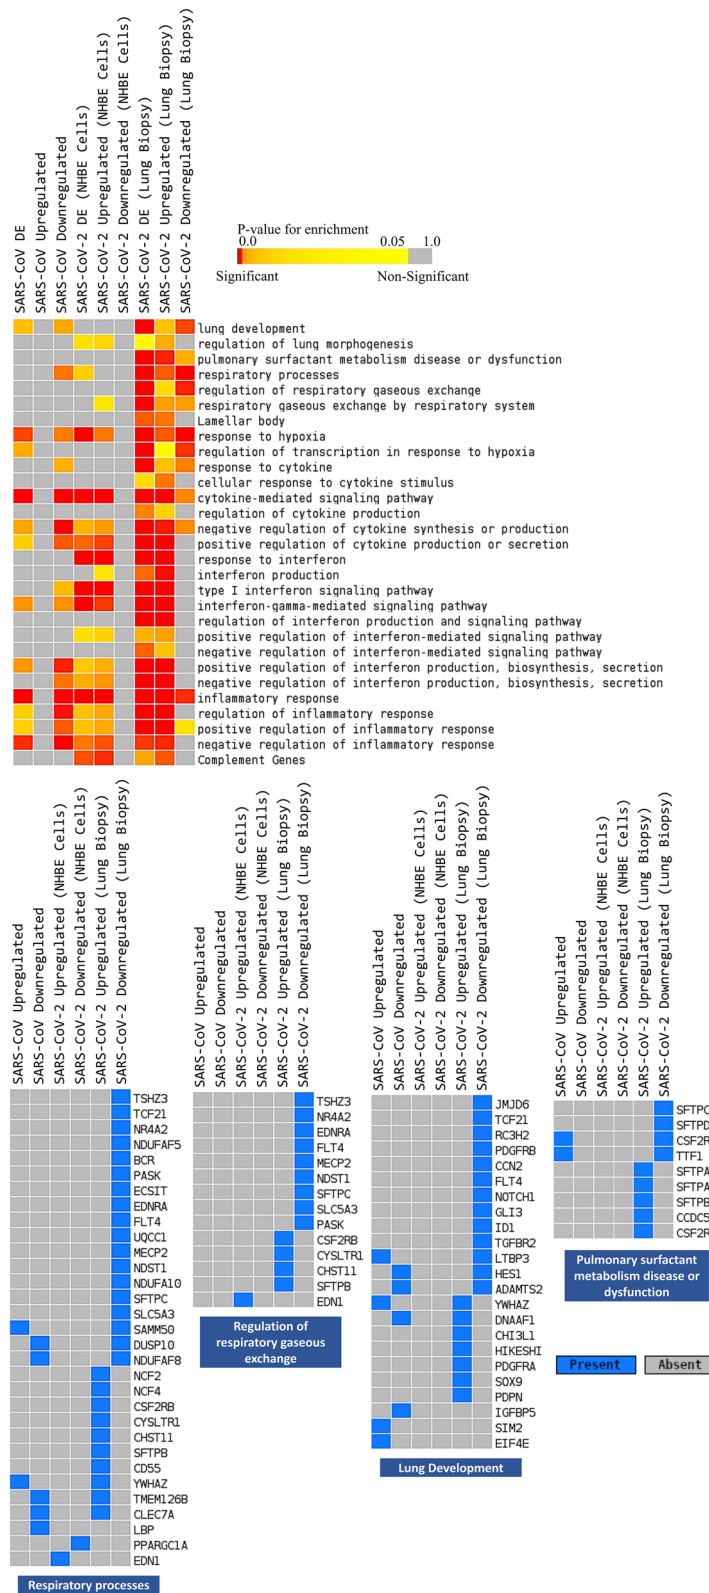 SARS-CoV DE
SARS-CoV Upregulated
SARS-CoV Downregulated
SARS-CoV-2 DE (NHBE Cells)
SARS-CoV-2 Upregulated (NHBE Cells)
SARS-CoV-2 Downregulated (NHBE Cells)
SARS-CoV-2 DE (Lung Biopsy)
SARS-CoV-2 Upregulated (Lung Biopsy)
SARS-CoV-2 Downregulated (Lung Biopsy)
P-value for enrichment
0.0 0.05 1.0
Significant Non-Significant
lung development
regulation of lung morphogenesis
pulmonary surfactant metabolism disease or dysfunction
respiratory processes
regulation of respiratory gaseous exchange
respiratory gaseous exchange by respiratory system
Lamellar body
response to hypoxia
regulation of transcription in response to hypoxia
response to cytokine
cellular response to cytokine stimulus
cytokine-mediated signaling pathway
regulation of cytokine production
negative regulation of cytokine synthesis or production
positive regulation of cytokine production or secretion
response to interferon
interferon production
type I interferon signaling pathway
interferon-gamma-mediated signaling pathway
regulation of interferon production and signaling pathway
positive regulation of interferon-mediated signaling pathway
negative regulation of interferon-mediated signaling pathway
positive regulation of interferon production, biosynthesis, secretion
negative regulation of interferon production, biosynthesis, secretion
inflammatory response
regulation of inflammatory response
positive regulation of inflammatory response
negative regulation of inflammatory response
Complement Genes
SARS-CoV Upregulated
SARS-CoV Downregulated
SARS-CoV-2 Upregulated (NHBE Cells)
SARS-CoV-2 Downregulated (NHBE Cells)
SARS-CoV-2 Upregulated (Lung Biopsy)
SARS-CoV-2 Downregulated (Lung Biopsy)
TSHZ3
TCF21
NR4A2
NDUFAF5
BCR
PASK
ECSIT
EDNRA
FLT4
UQCC1
MECP2
NDST1
NDUFA10
SFTPC
SLC5A3
SAMM50
DUSP10
NDUFAF8
NCF2
NCF4
CSF2RB
CYSLTR1
CHST11
SFTPB
CD55
YWHAZ
TMEM126B
CLEC7A
LBP
PPARGC1A
EDN1
Respiratory processes
SARS-CoV Upregulated
SARS-CoV Downregulated
SARS-CoV-2 Upregulated (NHBE Cells)
SARS-CoV-2 Downregulated (NHBE Cells)
SARS-CoV-2 Upregulated (Lung Biopsy)
SARS-CoV-2 Downregulated (Lung Biopsy)
TSHZ3
NR4A2
EDNRA
FLT4
MECP2
NDST1
SFTPC
SLC5A3
PASK
CSF2RB
CYSLTR1
CHST11
SFTPB
EDN1
Regulation of
respiratory gaseous
exchange
SARS-CoV Upregulated
SARS-CoV Downregulated
SARS-CoV-2 Upregulated (NHBE Cells)
SARS-CoV-2 Downregulated (NHBE Cells)
SARS-CoV-2 Upregulated (Lung Biopsy)
SARS-CoV-2 Downregulated (Lung Biopsy)
JMJD6
TCF21
RC3H2
PDGFRB
CCN2
FLT4
NOTCH1
GLI3
ID1
TGFBR2
LTBP3
HES1
ADAMTS2
YWHAZ
DNAAF1
CHI3L1
HIKESHI
PDGFRA
SOX9
PDPN
IGFBP5
SIM2
EIF4E
Lung Development
SARS-CoV Upregulated
SARS-CoV Downregulated
SARS-CoV-2 Upregulated (NHBE Cells)
SARS-CoV-2 Downregulated (NHBE Cells)
SARS-CoV-2 Upregulated (Lung Biopsy)
SARS-CoV-2 Downregulated (Lung Biopsy)
SFTPC
SFTPD
CSF2R
TTF1
SFTPA
SFTPA
SFTPB
CCDC5
CSF2R
Pulmonary surfactant
metabolism disease or
dysfunction
Present Absent